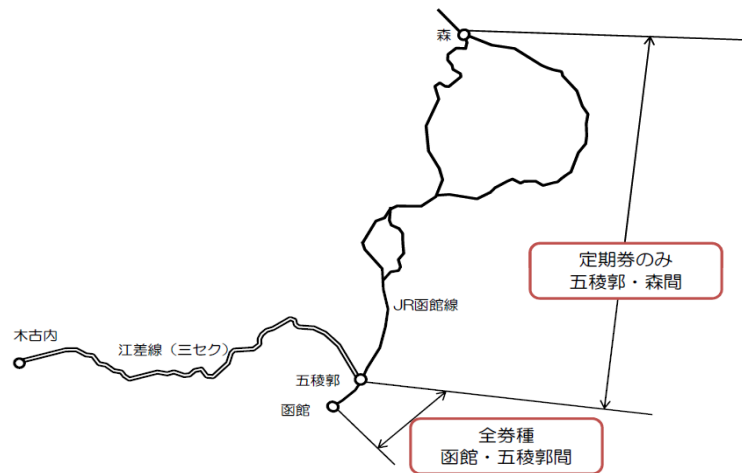 森
定期券のみ
五稜郭・森間
JR函館線
木古内
江差線（三セク）
五稜郭
函館
全券種
函館・五稜郭間